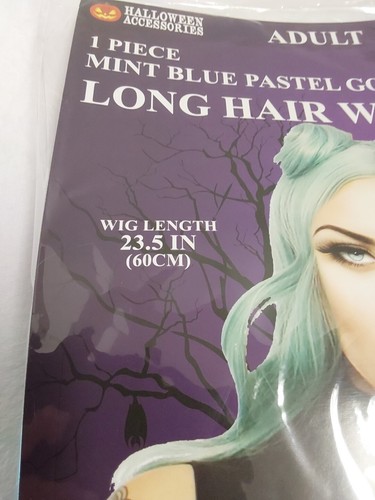 HALLOWEEN
ACCESSORIES
ADULT
1 PIECE
MINT BLUE PASTEL
LONG HAIR
WIG LENGTH
23.5 IN
(60CM)